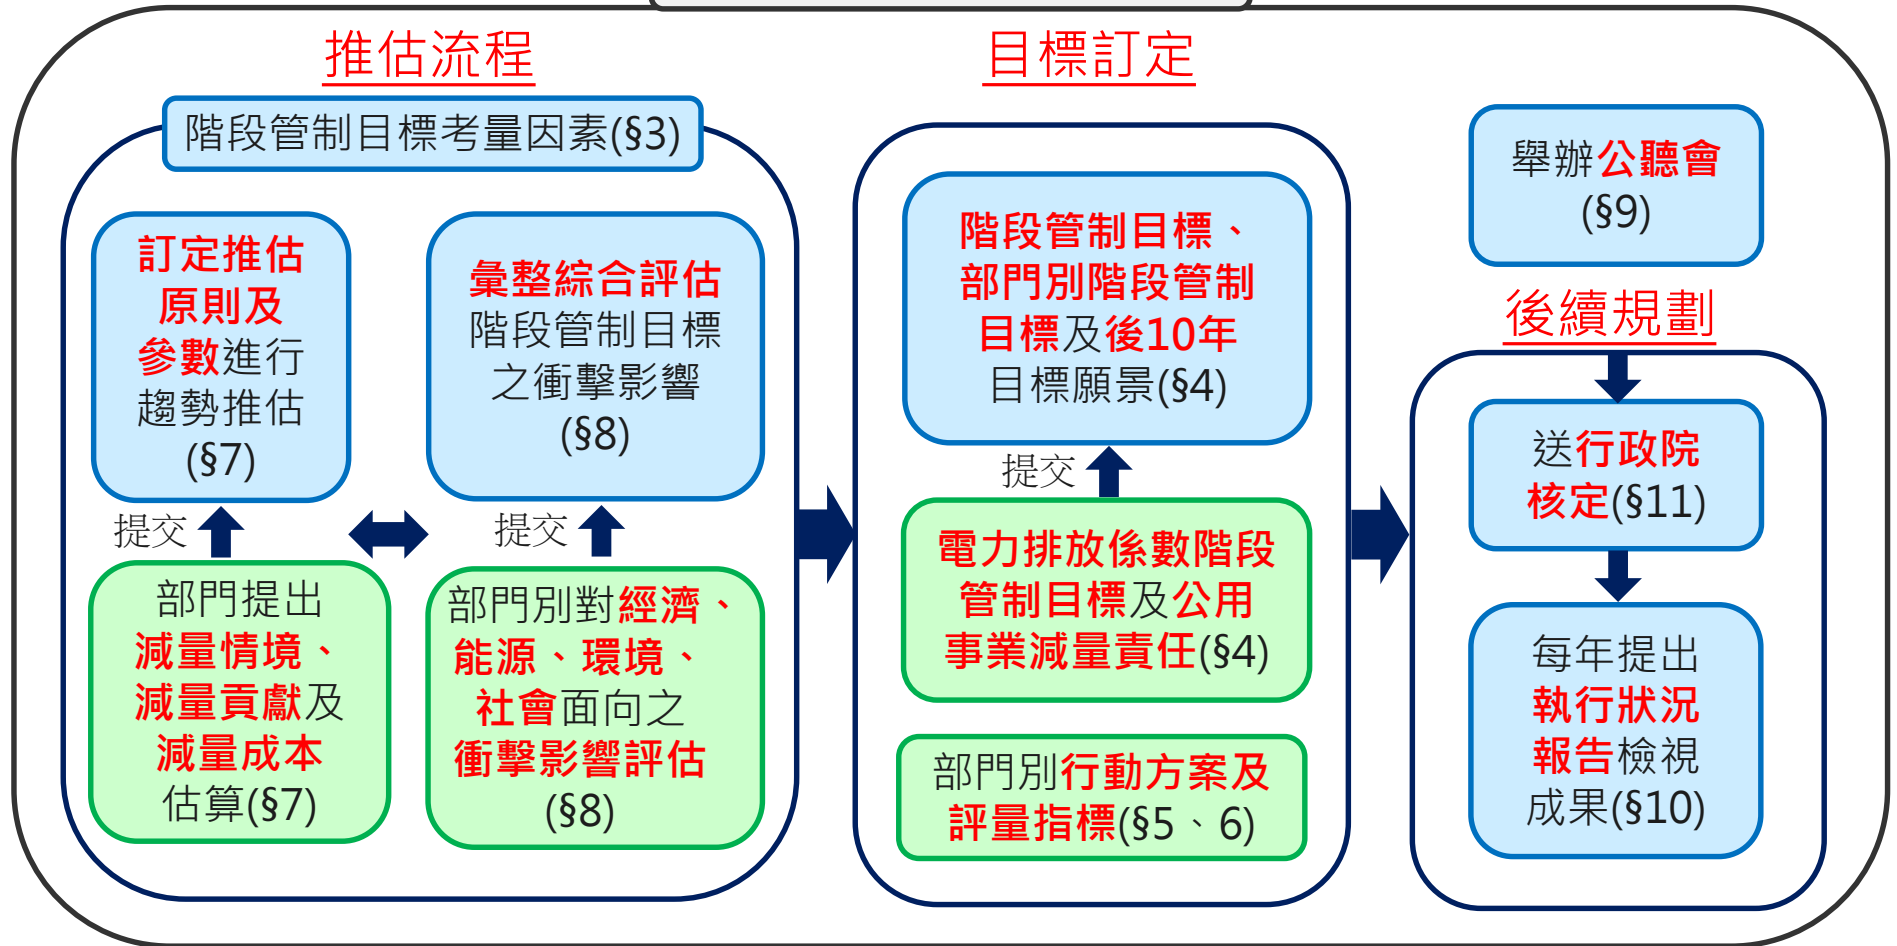 推估流程
階段管制目標考量因素(§3)
訂定推估
原則及
參數進行
趨勢推估
(§7)
彙整綜合評估
階段管制目標
之衝擊影響
(§8)
提交
提交
部門提出
減量情境、
減量貢獻及
減量成本
估算(§7)
部門別對經濟、
能源、環境、
社會面向之
衝擊影響評估
(§8)
目標訂定
階段管制目標、
部門別階段管制
目標及後10年
目標願景(§4)
提交
電力排放係數階段
管制目標及公用
事業減量責任(§4)
部門別行動方案及
評量指標(§5、6)
舉辦公聽會
(§9)
後續規劃
送行政院
核定(§11)
每年提出
執行狀況
報告檢視
成果(§10)